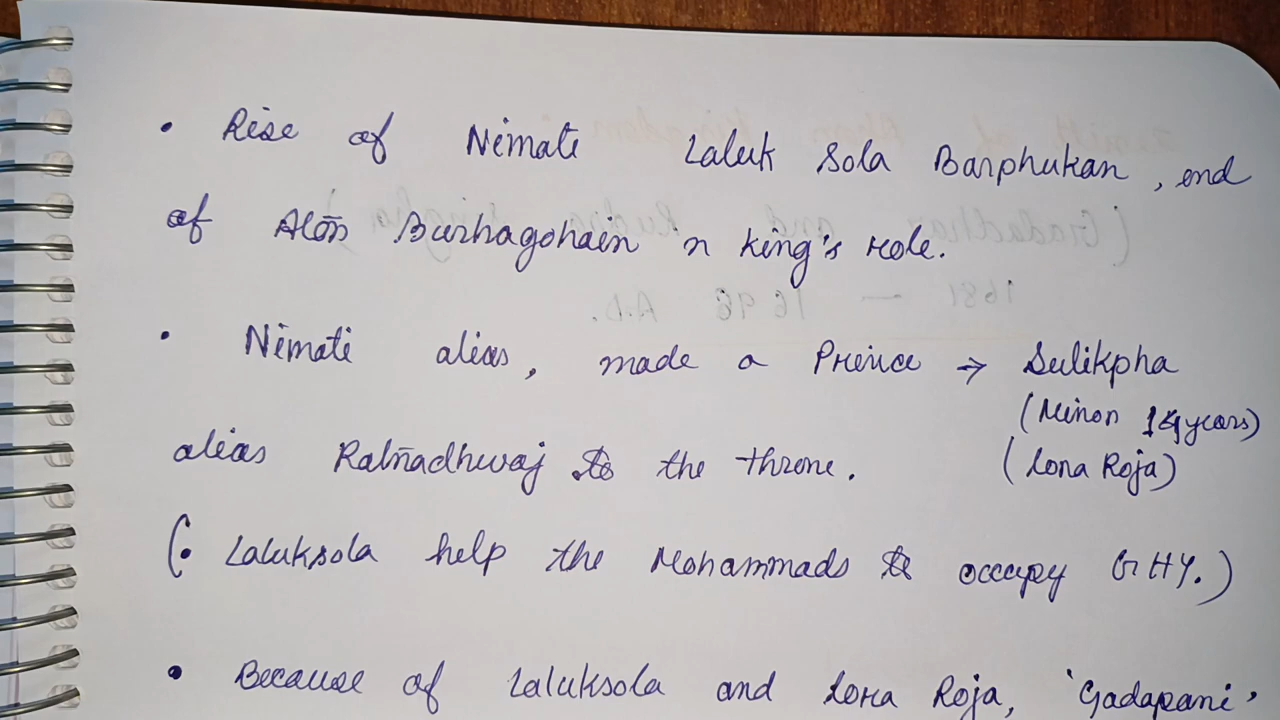 • Rise of Nimati Laluk Sola Barphukan, end
of Atōn Burhagohain n king's role.
• Nimati alias, made a Prince → Sulikpha
(Minor 14 years)
alias Ratnadhwaj to the throne. (Lora Roja)
(• Laluksola help the Mohammads to occupy GHY.)
• Because of Laluksola and Lora Roja, 'Gadapani'